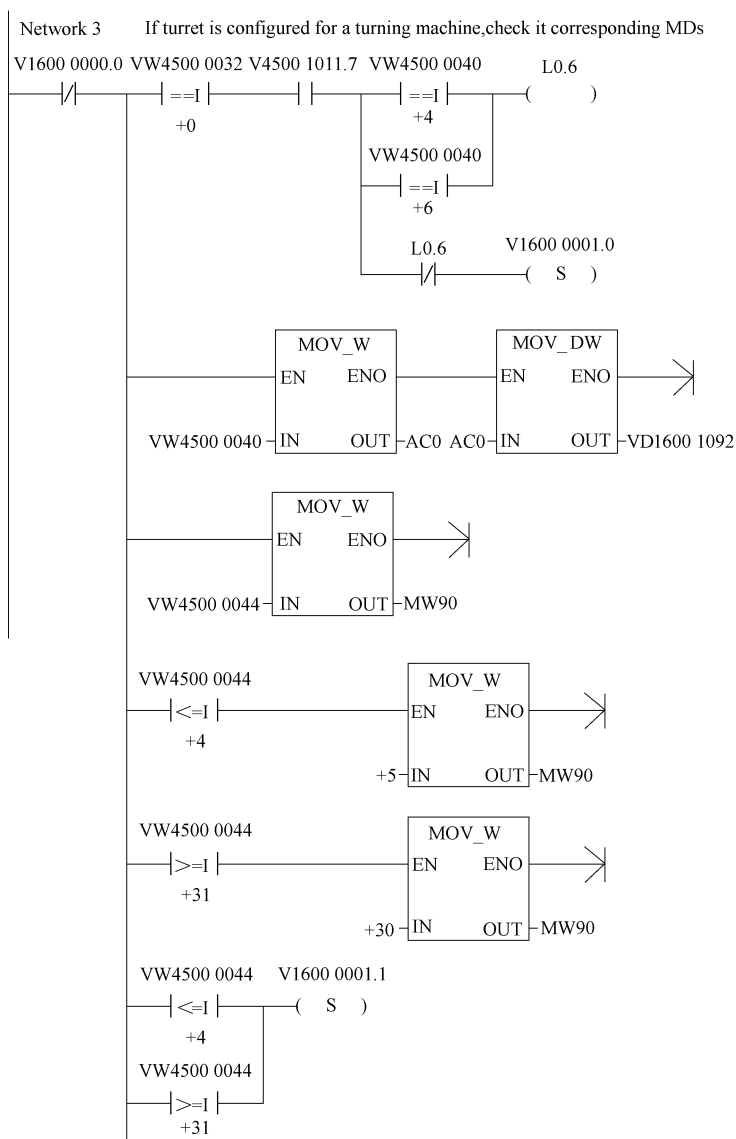 Network 3 If turret is configured for a turning machine,check it corresponding MDs
V1600 0000.0 VW4500 0032 V4500 1011.7 VW4500 0040 L0.6
==I ==I ( )
+0 +4
VW4500 0040
==I
+6
L0.6 V1600 0001.0
( S )
MOV_W MOV_DW
EN ENO EN ENO
VW4500 0040 IN OUT AC0 AC0 IN OUT VD1600 1092
MOV_W
EN ENO
VW4500 0044 IN OUT MW90
VW4500 0044 MOV_W
<=I EN ENO
+4
+5 IN OUT MW90
VW4500 0044 MOV_W
>=I EN ENO
+31
+30 IN OUT MW90
VW4500 0044 V1600 0001.1
<=I ( S )
+4
VW4500 0044
>=I
+31